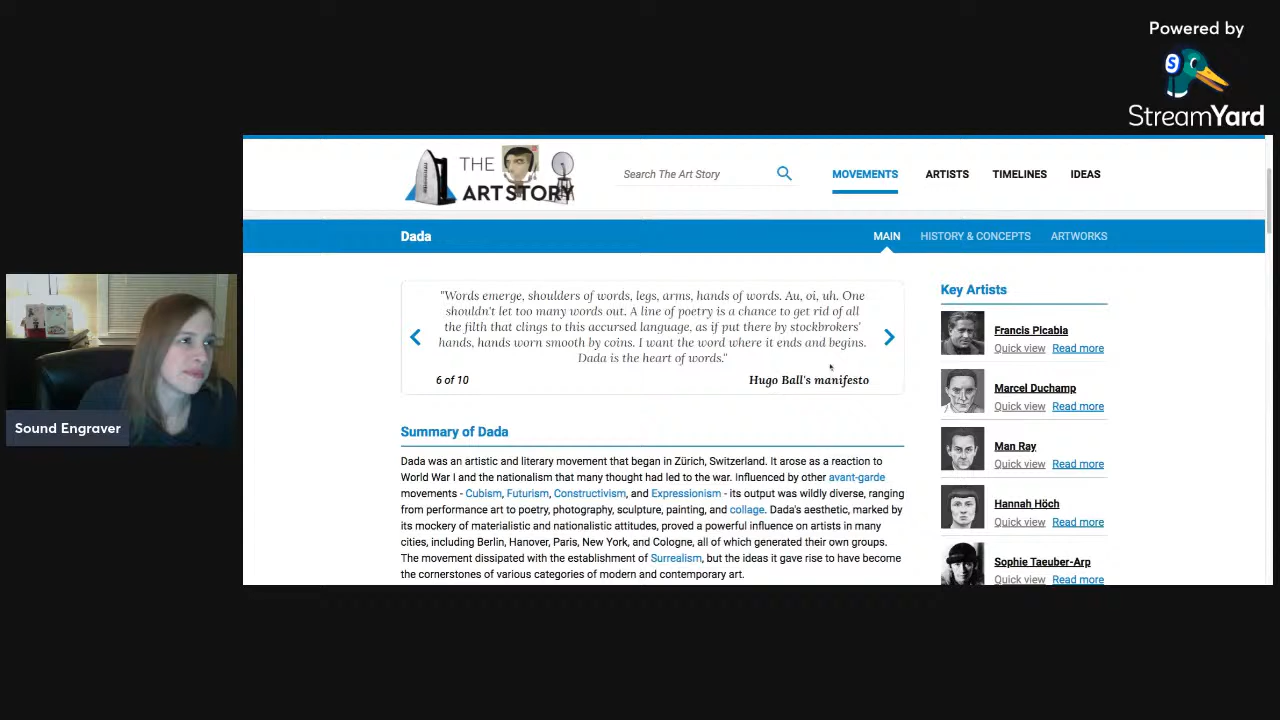 Powered by
StreamYard
THE
ARTSTORY
Search The Art Story
MOVEMENTS
ARTISTS
TIMELINES
IDEAS
Dada
MAIN
HISTORY & CONCEPTS
ARTWORKS
"Words emerge, shoulders of words, legs, arms, hands of words. Au, oi, uh. One
shouldn't let too many words out. A line of poetry is a chance to get rid of all
the filth that clings to this accursed language, as if put there by stockbrokers'
hands, hands worn smooth by coins. I want the word where it ends and begins.
Dada is the heart of words."
6 of 10
Hugo Ball's manifesto
Summary of Dada
Dada was an artistic and literary movement that began in Zürich, Switzerland. It arose as a reaction to
World War I and the nationalism that many thought had led to the war. Influenced by other avant-garde
movements - Cubism, Futurism, Constructivism, and Expressionism - its output was wildly diverse, ranging
from performance art to poetry, photography, sculpture, painting, and collage. Dada's aesthetic, marked by
its mockery of materialistic and nationalistic attitudes, proved a powerful influence on artists in many
cities, including Berlin, Hanover, Paris, New York, and Cologne, all of which generated their own groups.
The movement dissipated with the establishment of Surrealism, but the ideas it gave rise to have become
the cornerstones of various categories of modern and contemporary art.
Key Artists
Francis Picabia
Quick view Read more
Marcel Duchamp
Quick view Read more
Man Ray
Quick view Read more
Hannah Höch
Quick view Read more
Sophie Taeuber-Arp
Quick view Read more
Sound Engraver
S